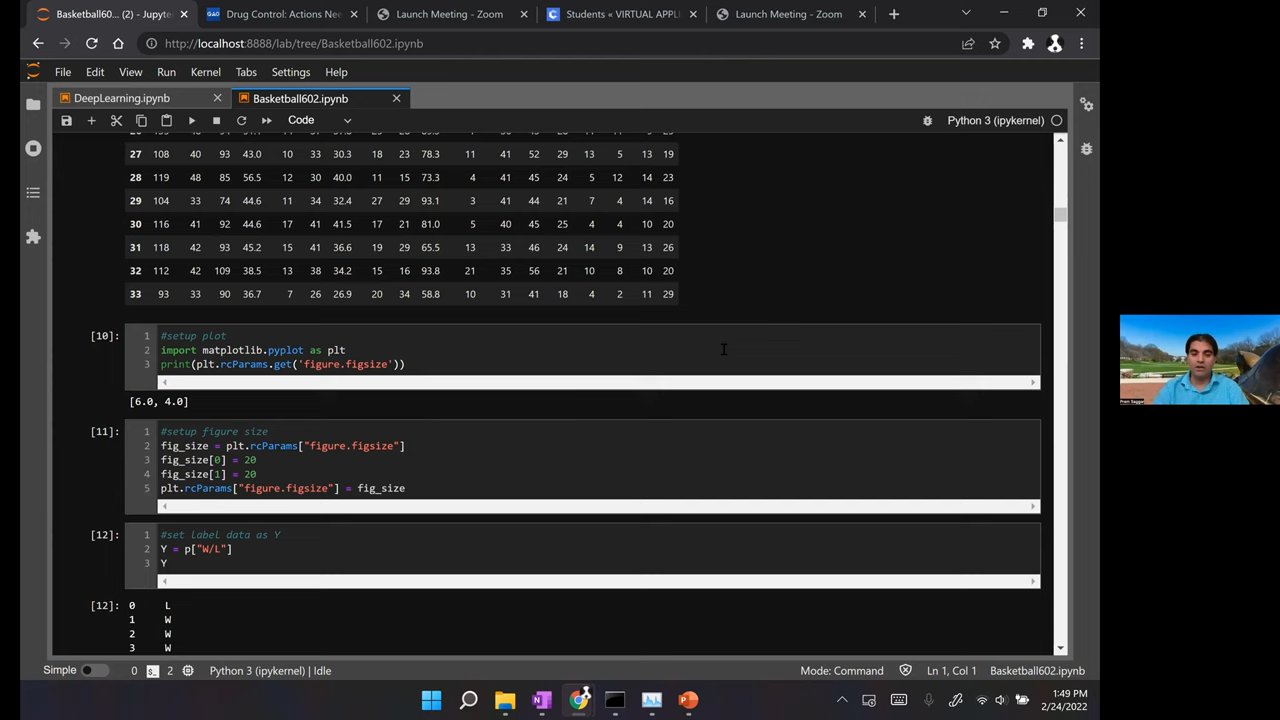 Basketball60... (2) - Jupyte
Drug Control: Actions Nee
Launch Meeting - Zoom
Students « VIRTUAL APPLI
Launch Meeting - Zoom
http://localhost:8888/lab/tree/Basketball602.ipynb
File Edit View Run Kernel Tabs Settings Help
DeepLearning.ipynb
Basketball602.ipynb
Code
Python 3 (ipykernel)
27 108 40 93 43.0 10 33 30.3 18 23 78.3 11 41 52 29 13 5 13 19
28 119 48 85 56.5 12 30 40.0 11 15 73.3 4 41 45 24 5 12 14 23
29 104 33 74 44.6 11 34 32.4 27 29 93.1 3 41 44 21 7 4 14 16
30 116 41 92 44.6 17 41 41.5 17 21 81.0 5 40 45 25 4 4 10 20
31 118 42 93 45.2 15 41 36.6 19 29 65.5 13 33 46 24 14 9 13 26
32 112 42 109 38.5 13 38 34.2 15 16 93.8 21 35 56 21 10 8 10 20
33 93 33 90 36.7 7 26 26.9 20 34 58.8 10 31 41 18 4 2 11 29
[10]: 1 #setup plot
2 import matplotlib.pyplot as plt
3 print(plt.rcParams.get('figure.figsize'))
[6.0, 4.0]
[11]: 1 #setup figure size
2 fig_size = plt.rcParams["figure.figsize"]
3 fig_size[0] = 20
4 fig_size[1] = 20
5 plt.rcParams["figure.figsize"] = fig_size
[12]: 1 #set label data as Y
2 Y = p["W/L"]
3 Y
[12]: 0 L
1 W
2 W
3 W
Simple 0 2 Python 3 (ipykernel) | Idle
Mode: Command Ln 1, Col 1 Basketball602.ipynb
1:49 PM
2/24/2022
Prem Saggar